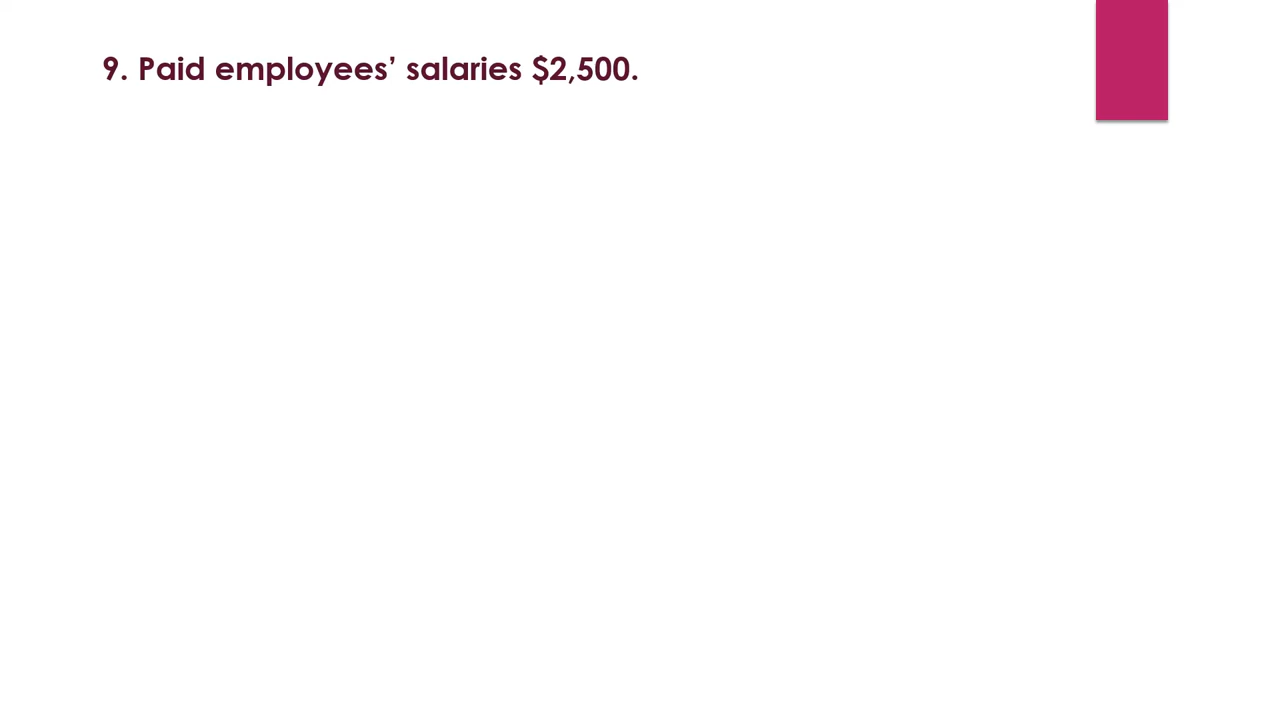 9. Paid employees’ salaries $2,500.